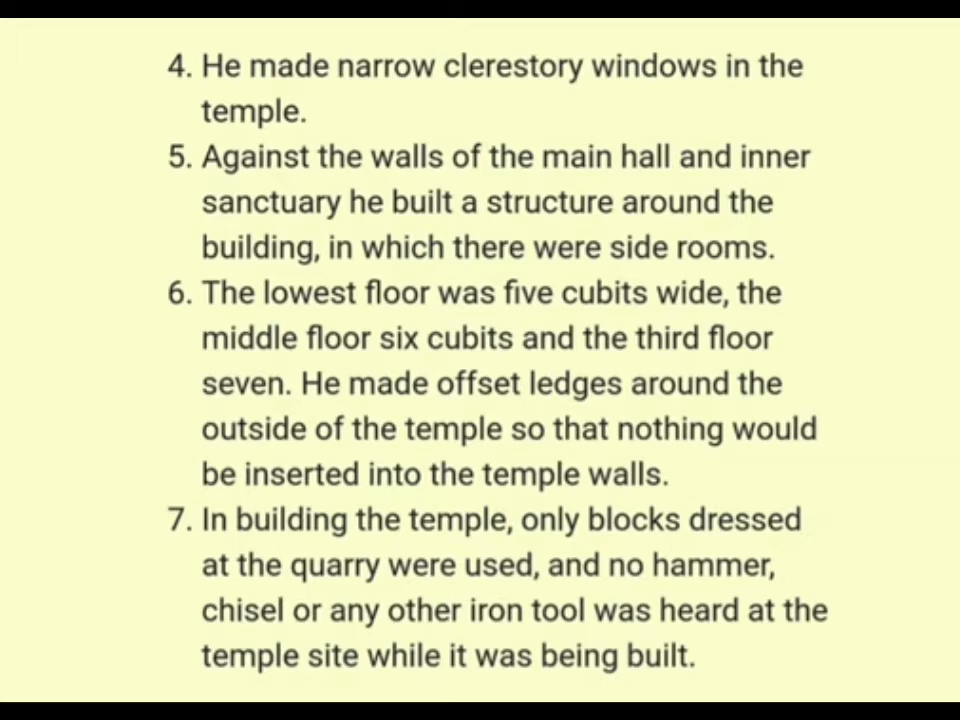 4. He made narrow clerestory windows in the
temple.
5. Against the walls of the main hall and inner
sanctuary he built a structure around the
building, in which there were side rooms.
6. The lowest floor was five cubits wide, the
middle floor six cubits and the third floor
seven. He made offset ledges around the
outside of the temple so that nothing would
be inserted into the temple walls.
7. In building the temple, only blocks dressed
at the quarry were used, and no hammer,
chisel or any other iron tool was heard at the
temple site while it was being built.